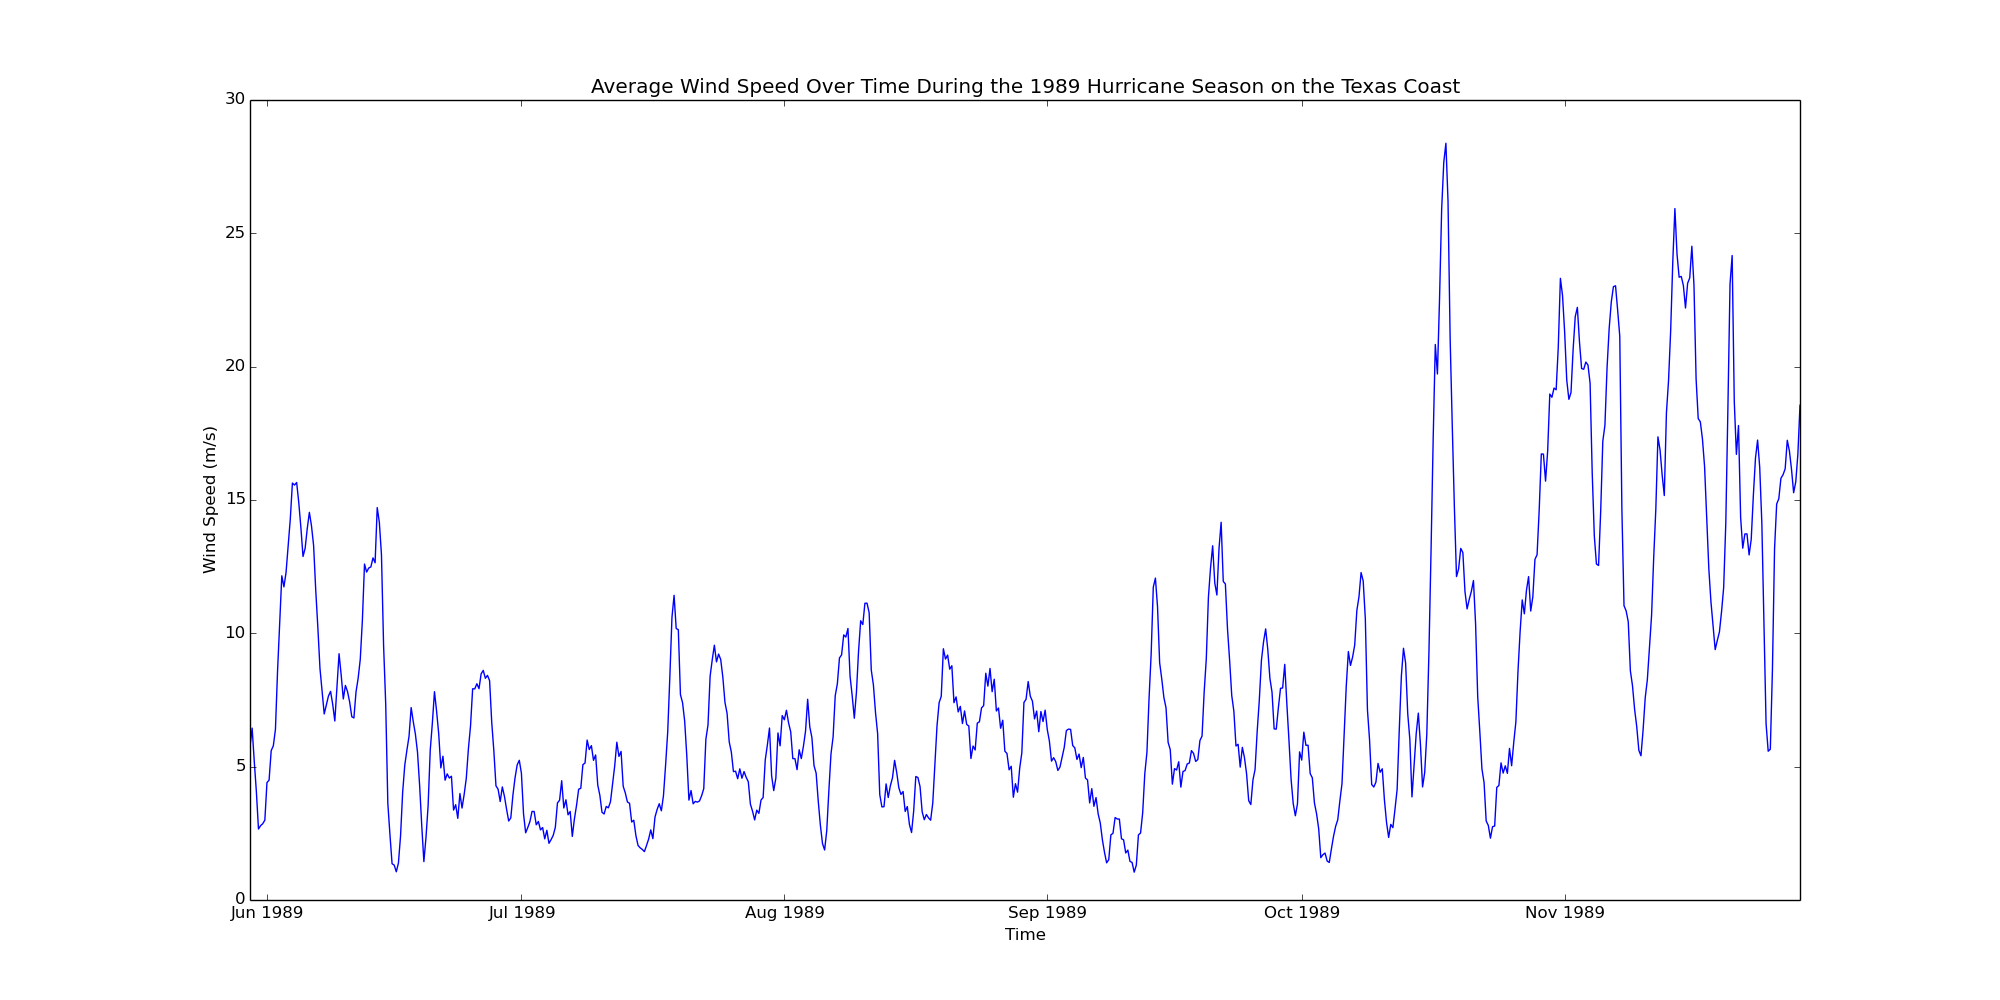 Average Wind Speed Over Time During the 1989 Hurricane Season on the Texas Coast
30
25
20
15
10
5
0
Wind Speed (m/s)
Jun 1989 Jul 1989 Aug 1989 Sep 1989 Oct 1989 Nov 1989
Time